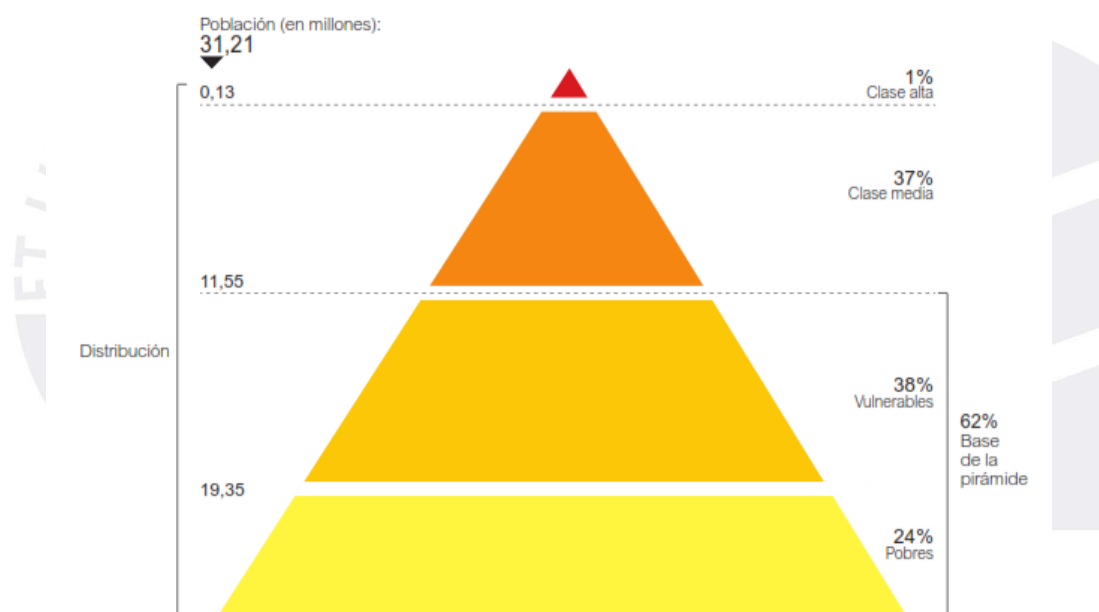 Población (en millones):
31,21
0,13
1%
Clase alta
37%
Clase media
11,55
Distribución
38%
Vulnerables
62%
Base
de la
pirámide
19,35
24%
Pobres